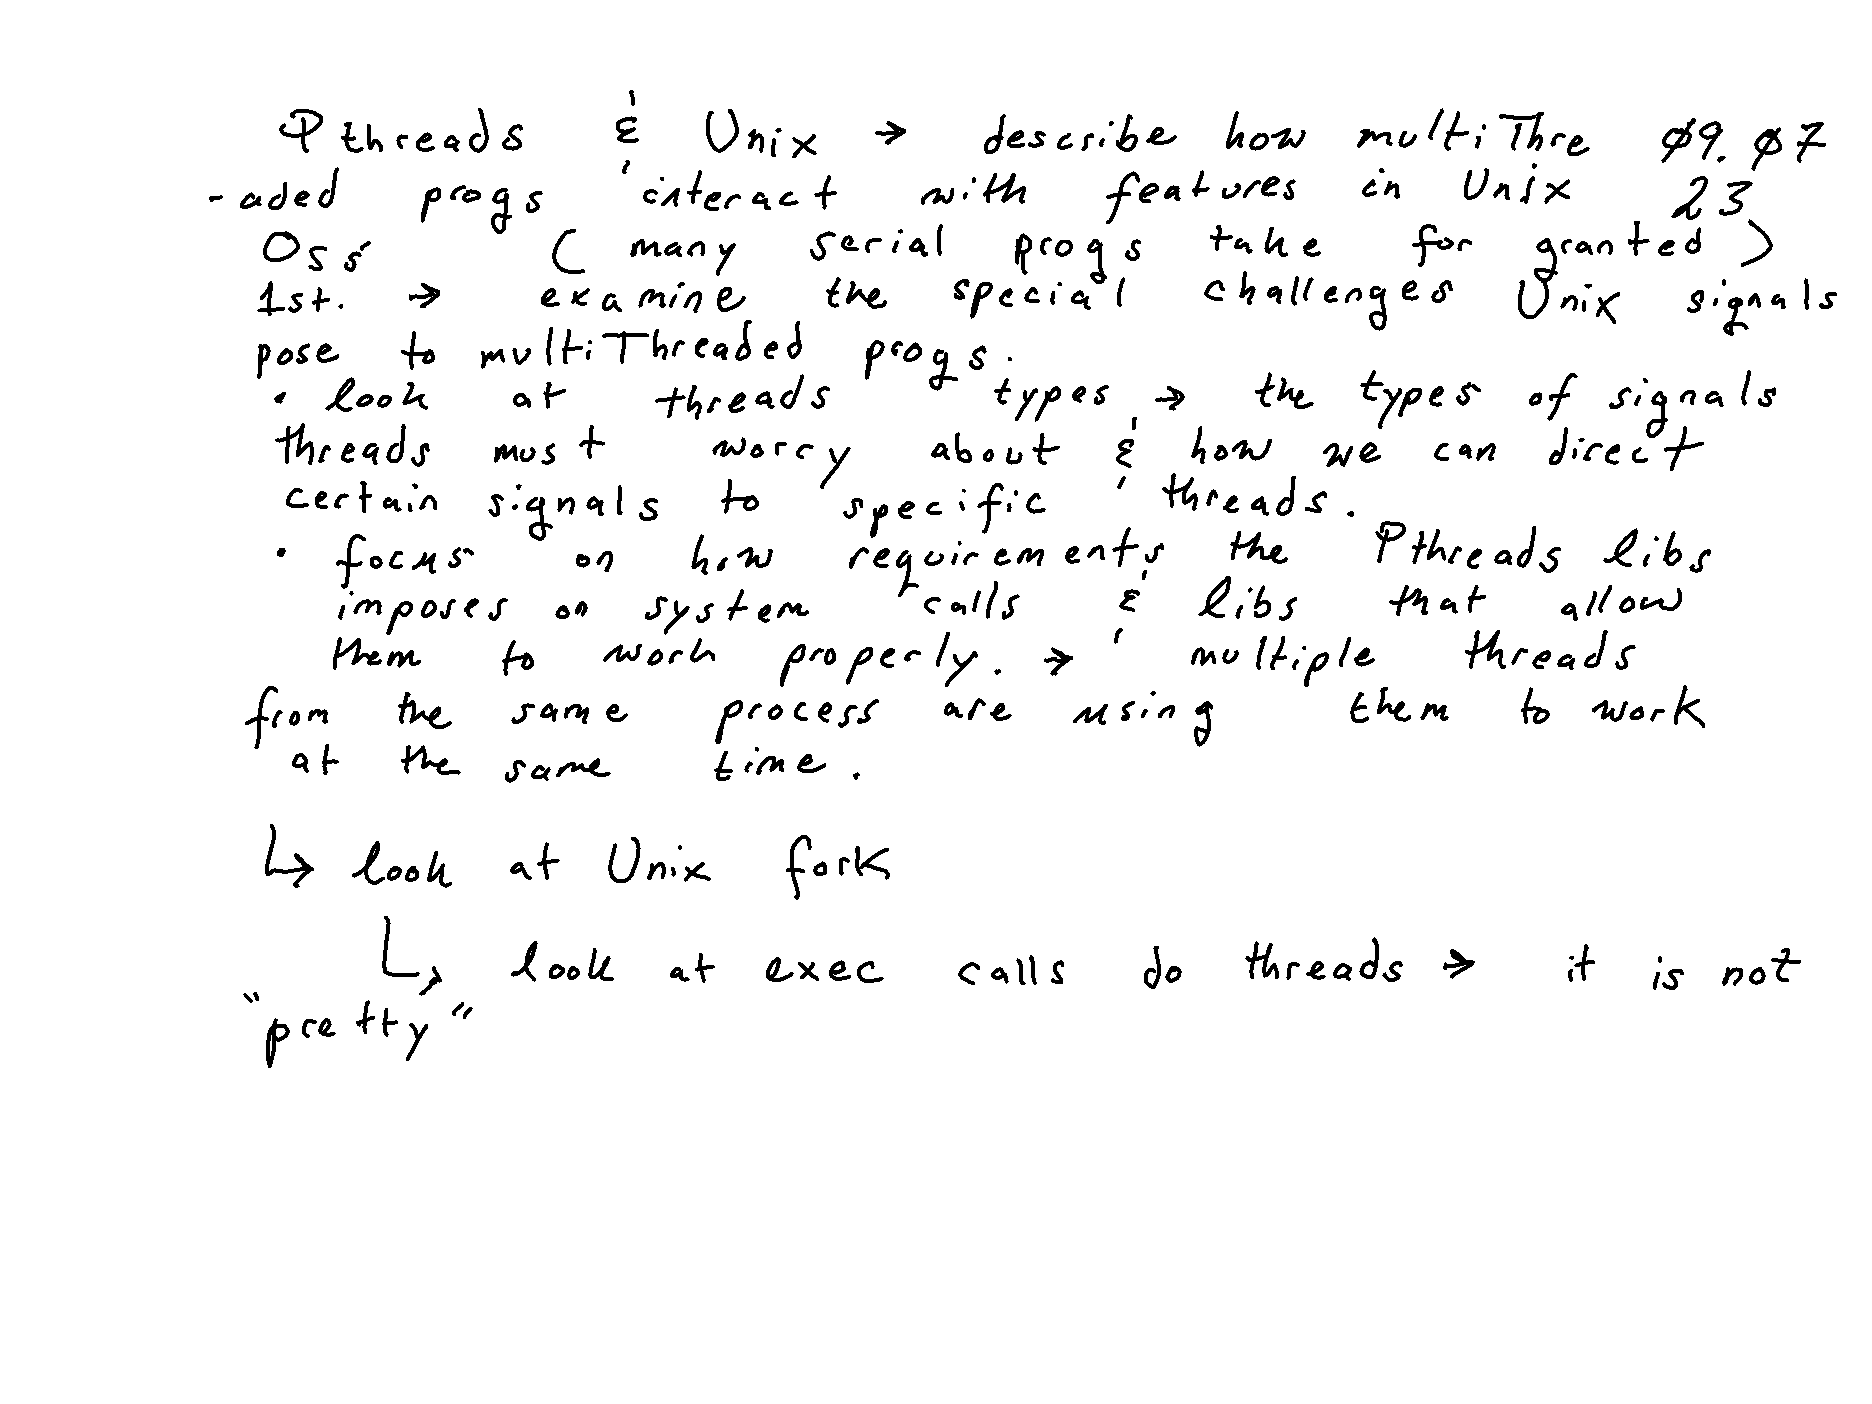 Pthreads & Unix → describe how multiThre 09.07
-aded progs interact with features in Unix 23
OSs (many serial progs take for granted)
1st. → examine the special challenges Unix signals
pose to multiThreaded progs.
• look at threads types → the types of signals
threads must worry about & how we can direct
certain signals to specific threads.
• focus on how requirements the Pthreads libs
imposes on system calls & libs that allow
them to work properly. → multiple threads
from the same process are using them to work
at the same time.
↳ look at Unix fork
↳ look at exec calls do threads → it is not
"pretty"